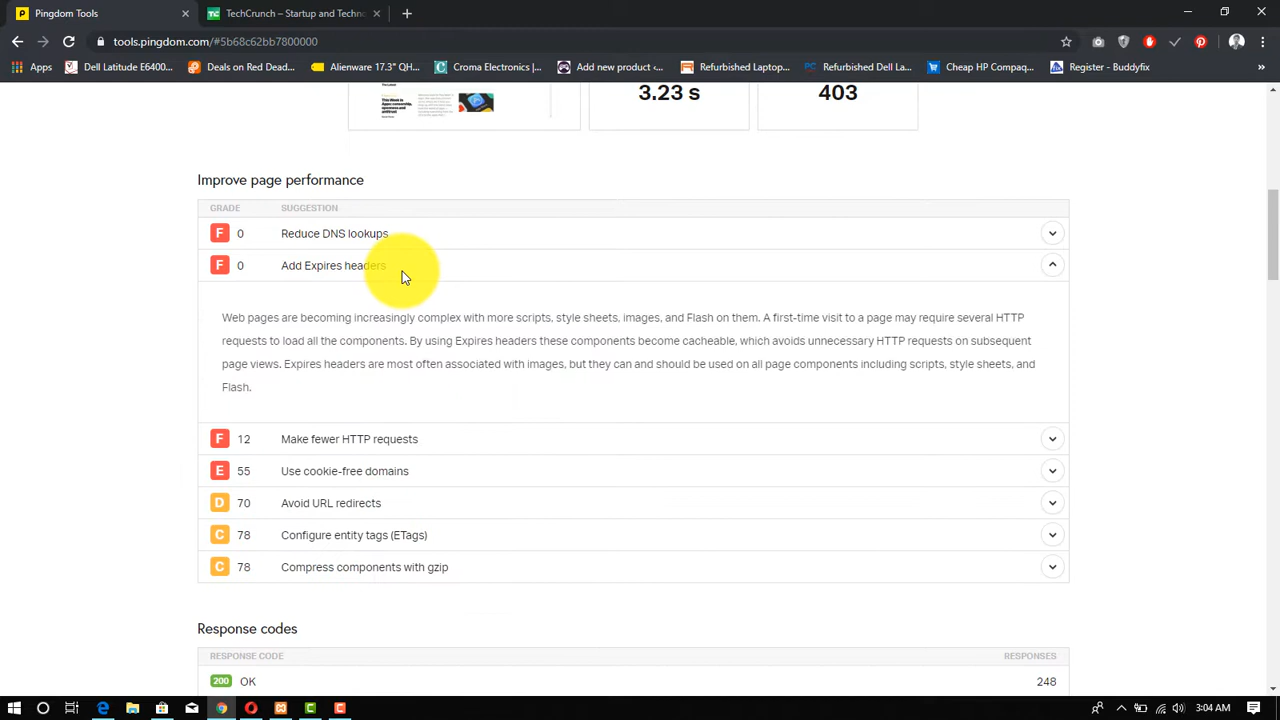 Pingdom Tools
TechCrunch – Startup and Techno
tools.pingdom.com/#5b68c62bb7800000
Apps
Dell Latitude E6400...
Deals on Red Dead...
Alienware 17.3" QH...
Croma Electronics |...
Add new product ‹...
Refurbished Laptop...
Refurbished Dell La...
Cheap HP Compaq...
Register - Buddyfix
3.23 s
403
Improve page performance
GRADE SUGGESTION
F 0 Reduce DNS lookups
F 0 Add Expires headers
Web pages are becoming increasingly complex with more scripts, style sheets, images, and Flash on them. A first-time visit to a page may require several HTTP
requests to load all the components. By using Expires headers these components become cacheable, which avoids unnecessary HTTP requests on subsequent
page views. Expires headers are most often associated with images, but they can and should be used on all page components including scripts, style sheets, and
Flash.
F 12 Make fewer HTTP requests
E 55 Use cookie-free domains
D 70 Avoid URL redirects
C 78 Configure entity tags (ETags)
C 78 Compress components with gzip
Response codes
RESPONSE CODE RESPONSES
200 OK 248
3:04 AM